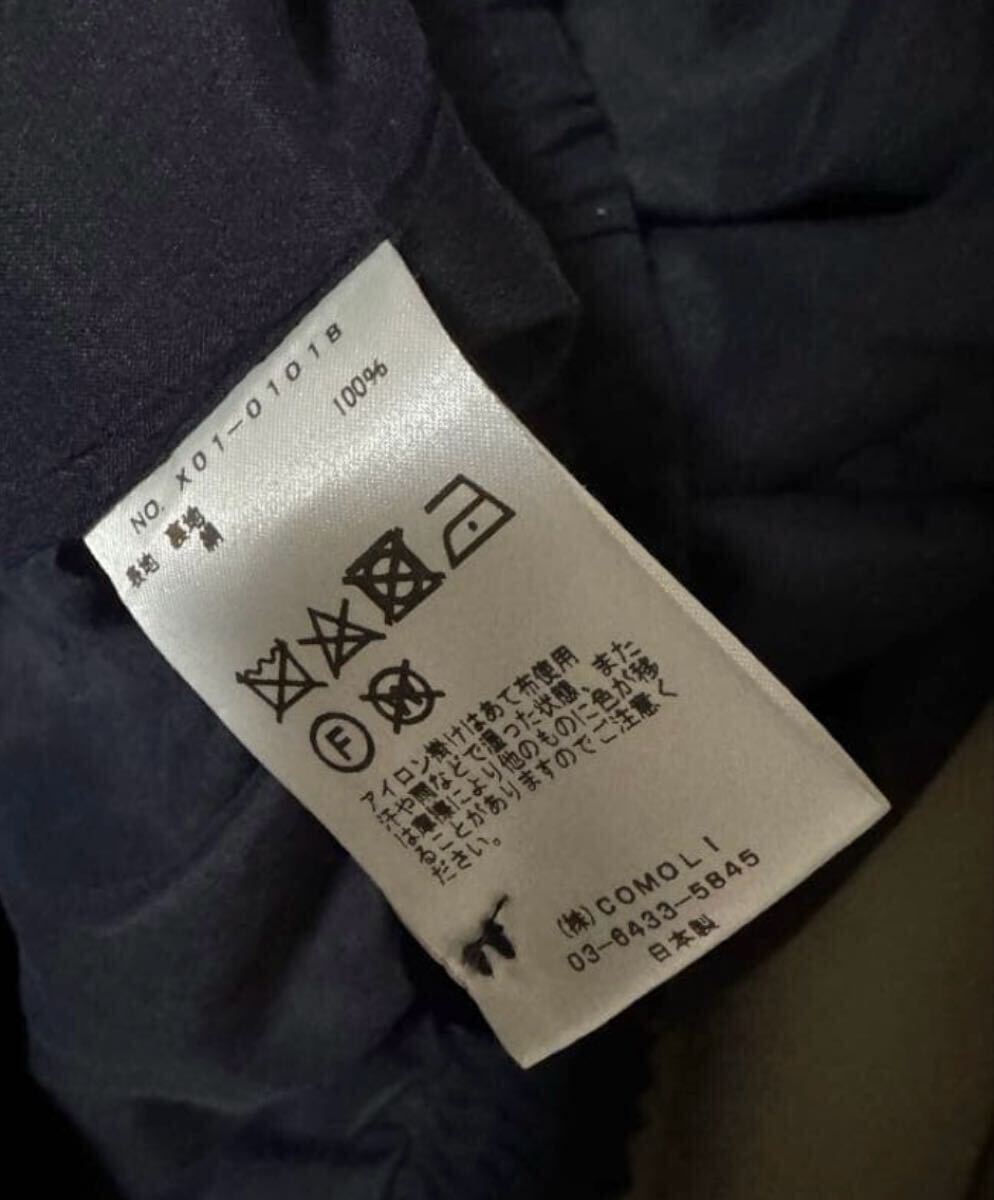 NO. X01-01018
表地 裏地
絹 100%
F
W
アイロン掛けはあて布使用
汗や雨などで湿った状態、また
は摩擦により他のものに色が移
ることがありますのでご注意く
ださい。
(株)COMOLI
03-6433-5845
日本製